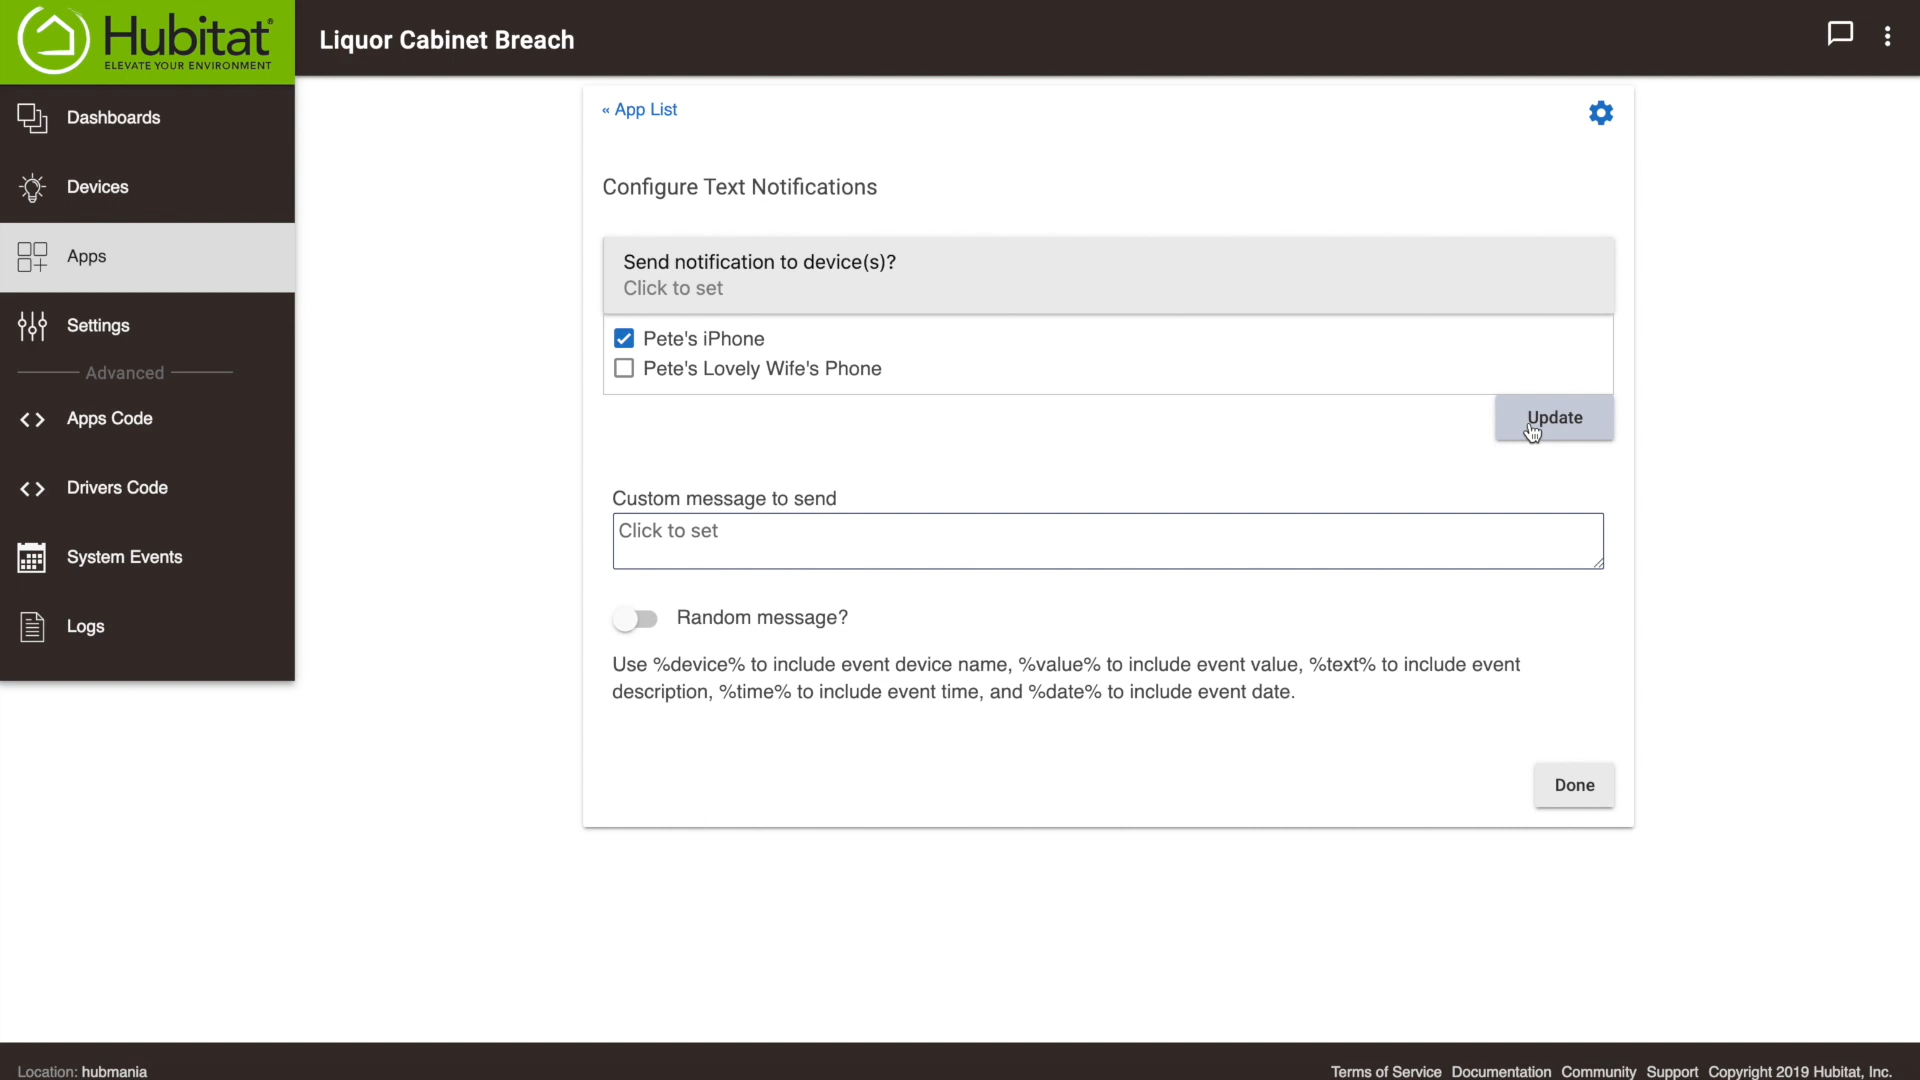 Hubitat®
ELEVATE YOUR ENVIRONMENT
Liquor Cabinet Breach
Dashboards
Devices
Apps
Settings
Advanced
Apps Code
Drivers Code
System Events
Logs
« App List
Configure Text Notifications
Send notification to device(s)?
Click to set
Pete's iPhone
Pete's Lovely Wife's Phone
Update
Custom message to send
Click to set
Random message?
Use %device% to include event device name, %value% to include event value, %text% to include event
description, %time% to include event time, and %date% to include event date.
Done
Location: hubmania
Terms of Service Documentation Community Support Copyright 2019 Hubitat, Inc.